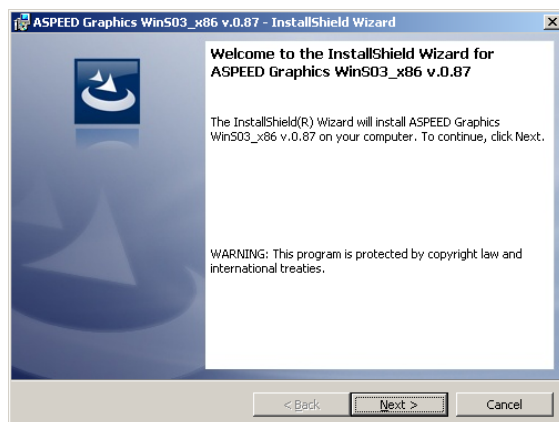 ASPEED Graphics WinS03_x86 v.0.87 - InstallShield Wizard
Welcome to the InstallShield Wizard for
ASPEED Graphics WinS03_x86 v.0.87
The InstallShield(R) Wizard will install ASPEED Graphics
WinS03_x86 v.0.87 on your computer. To continue, click Next.
WARNING: This program is protected by copyright law and
international treaties.
< Back Next > Cancel